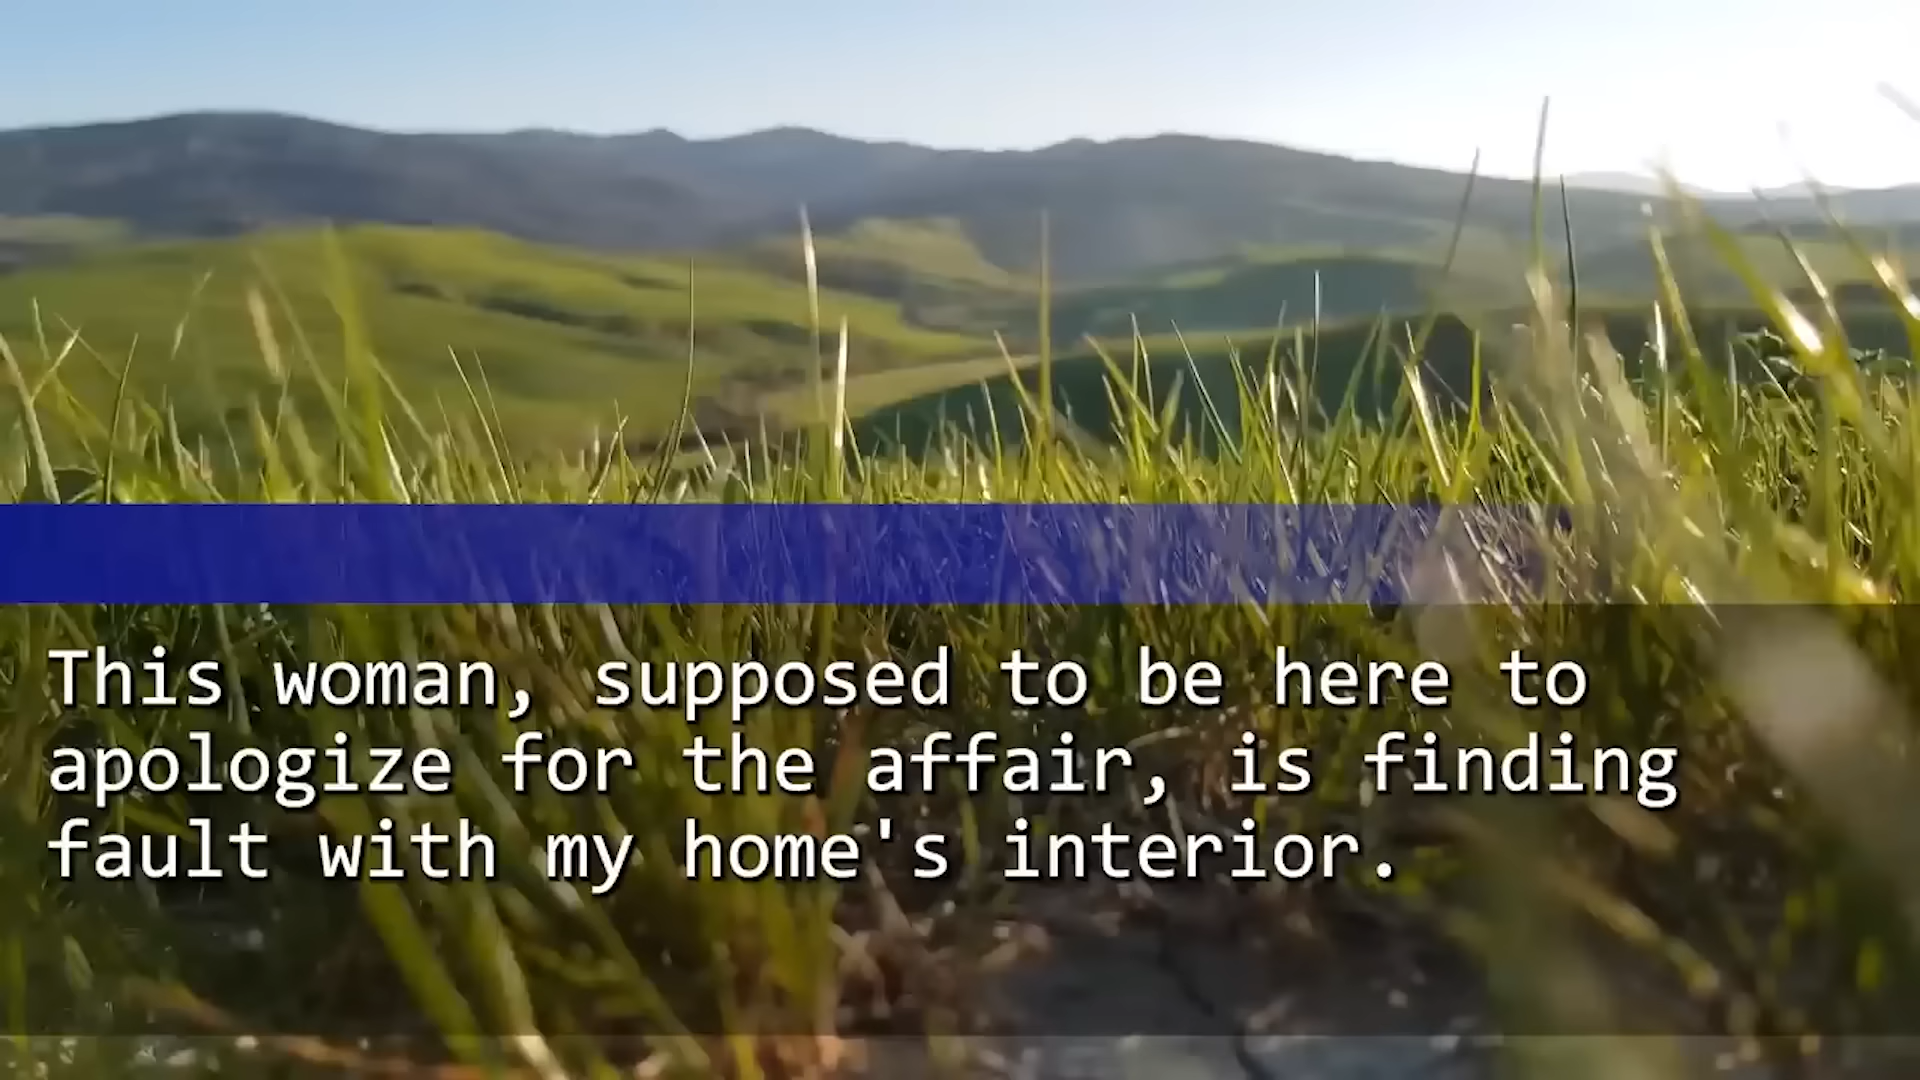 This woman, supposed to be here to
apologize for the affair, is finding
fault with my home's interior.